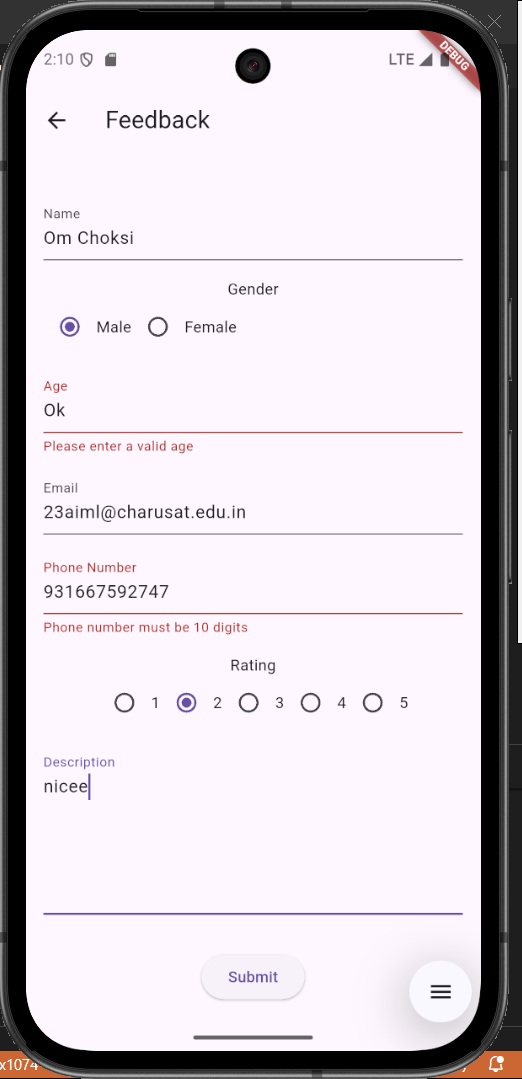 2:10 LTE
DEBUG
Feedback
Name
Om Choksi
Gender
Male Female
Age
Ok
Please enter a valid age
Email
23aiml@charusat.edu.in
Phone Number
931667592747
Phone number must be 10 digits
Rating
1 2 3 4 5
Description
nicee
Submit
x1074